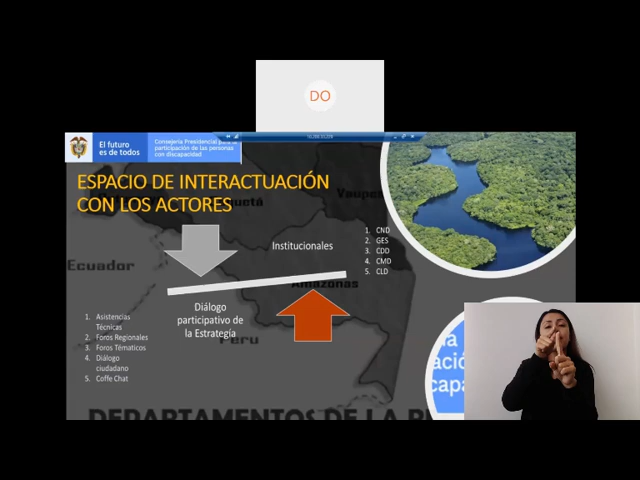 DO
El futuro
es de todos
Consejería Presidencial para la
participación de las personas
con discapacidad
ESPACIO DE INTERACTUACIÓN
CON LOS ACTORES
Institucionales
1. CND
2. GES
3. CDD
4. CMD
5. CLD
Ecuador
Amazonas
Perú
Diálogo
participativo de
la Estrategía
1. Asistencias
Técnicas
2. Foros Regionales
3. Foros Tématicos
4. Diálogo
ciudadano
5. Coffe Chat
DEPARTAMENTOS DE LA